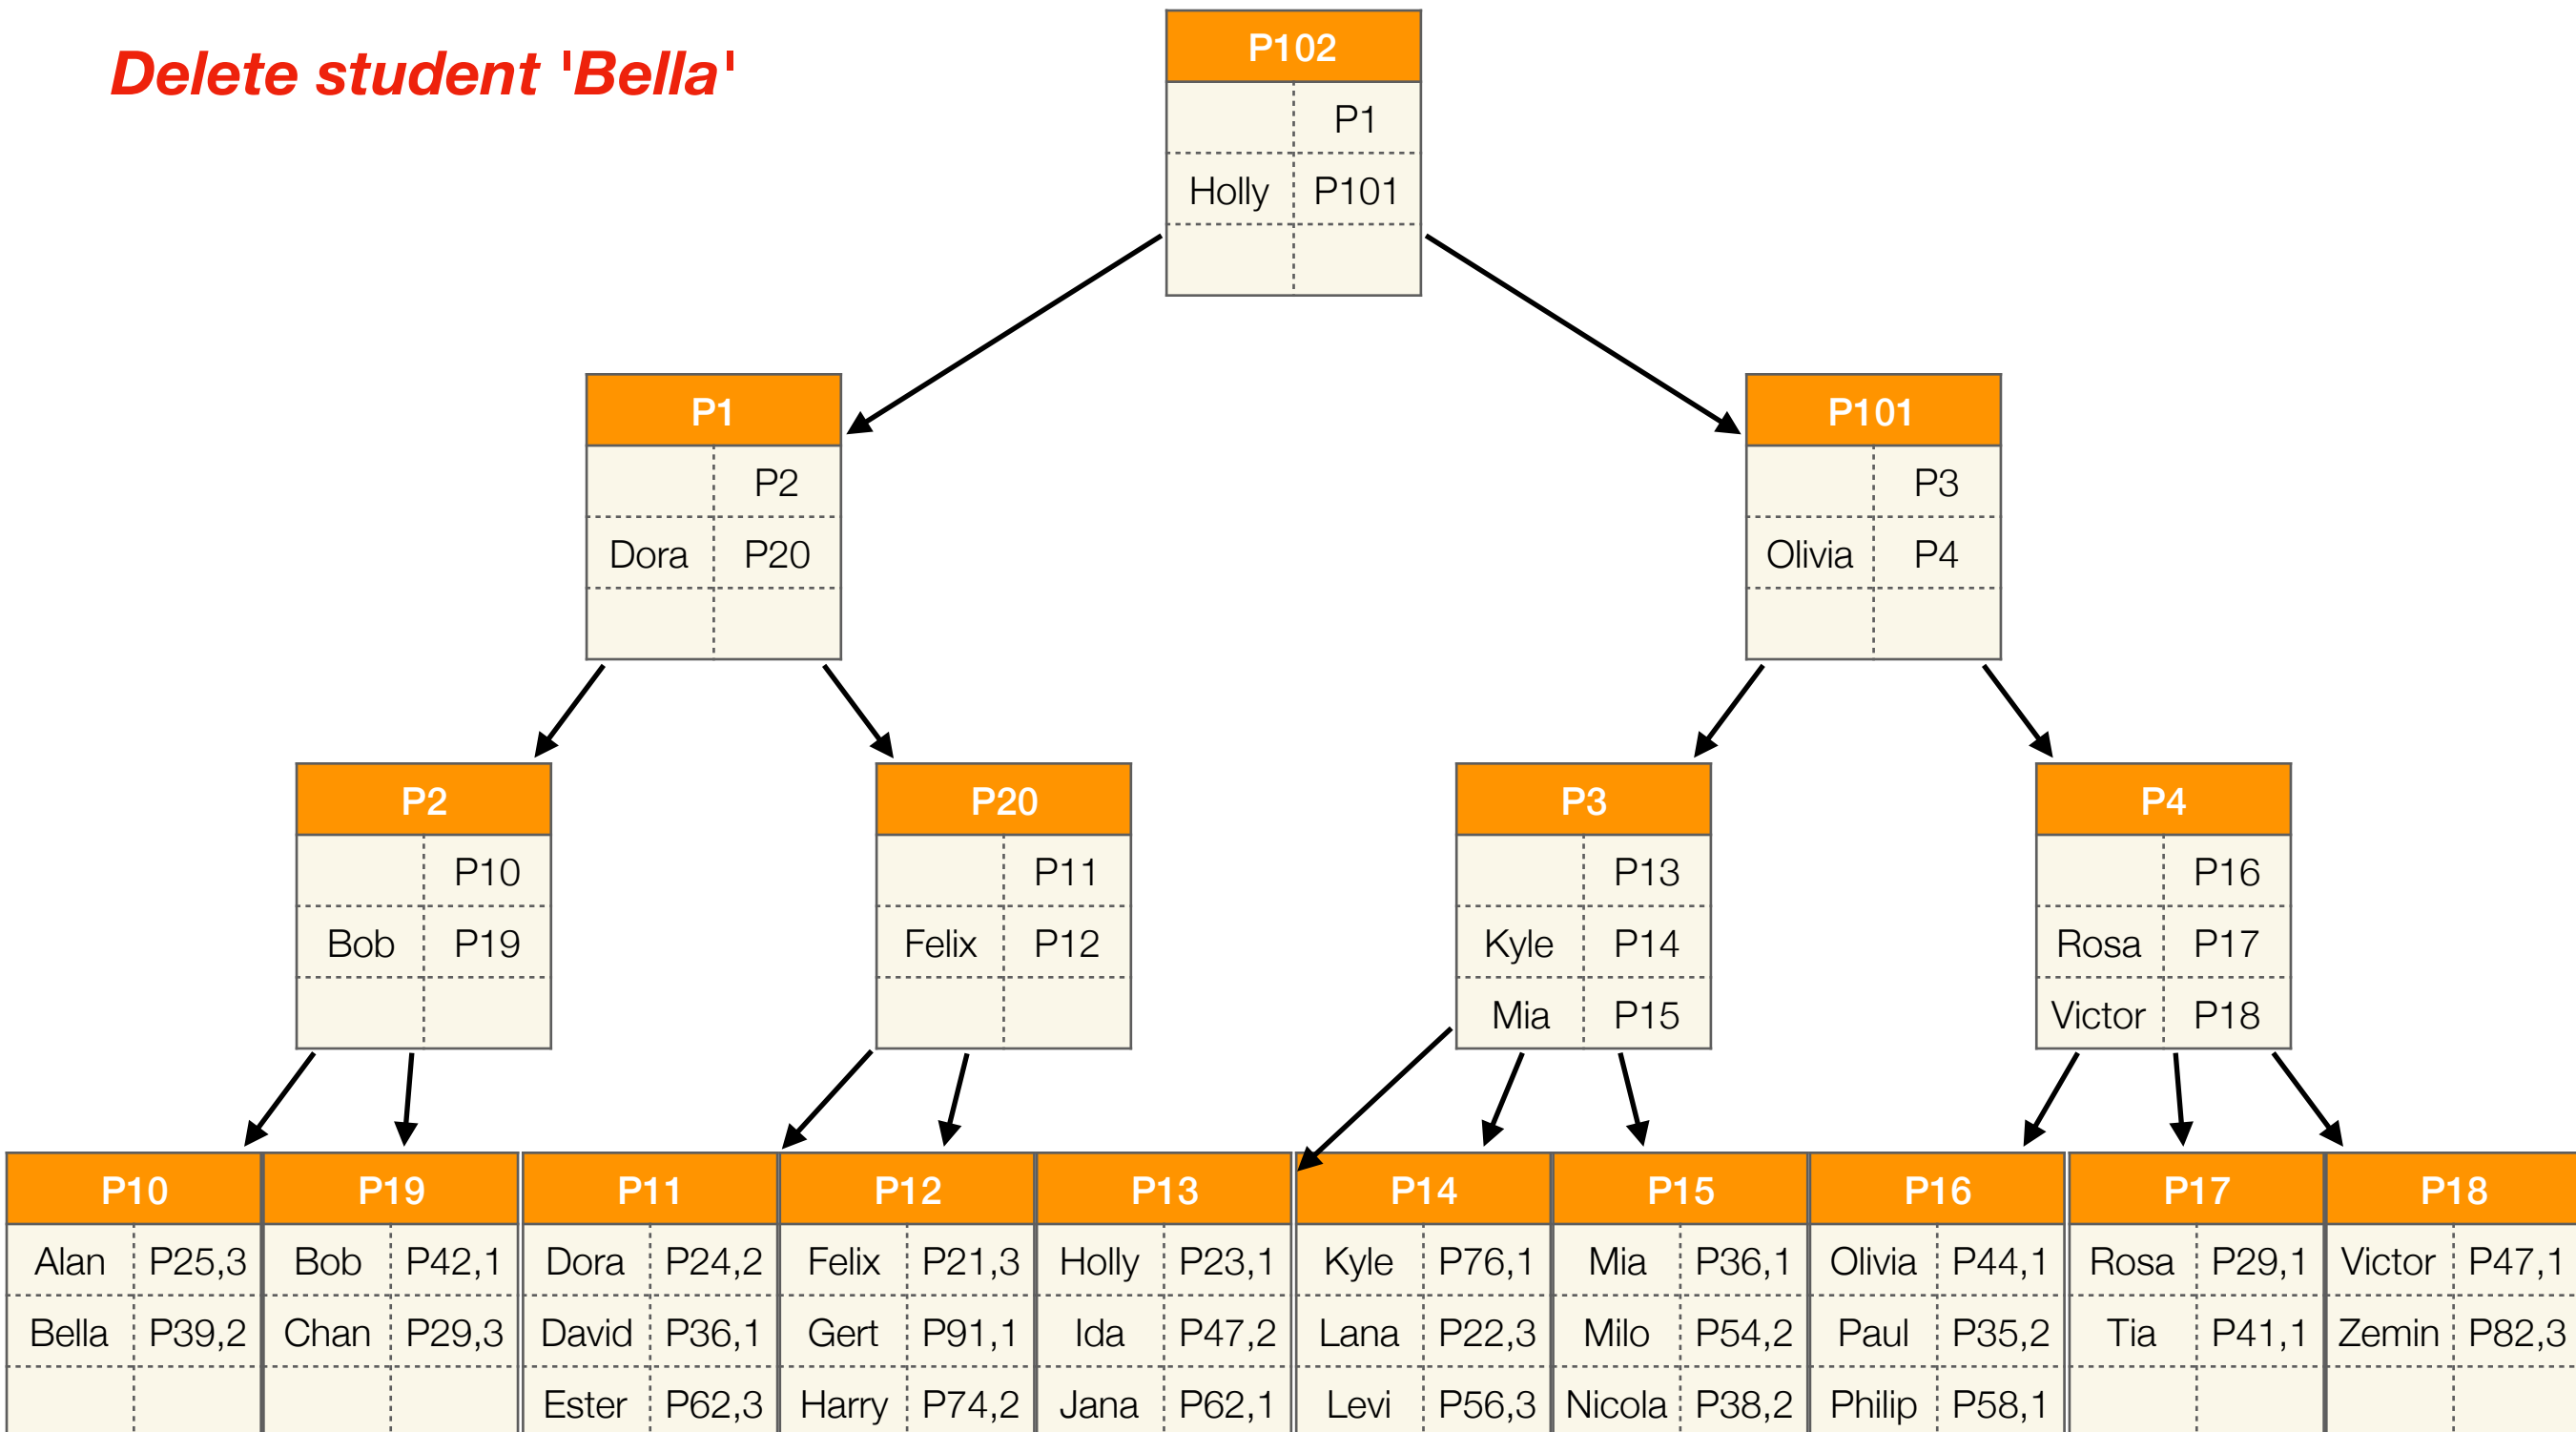 Delete student 'Bella'
P102
P1
Holly P101
P1
P2
Dora P20
P101
P3
Olivia P4
P2
P10
Bob P19
P20
P11
Felix P12
P3
P13
Kyle P14
Mia P15
P4
P16
Rosa P17
Victor P18
P10
Alan P25,3
Bella P39,2
P19
Bob P42,1
Chan P29,3
P11
Dora P24,2
David P36,1
Ester P62,3
P12
Felix P21,3
Gert P91,1
Harry P74,2
P13
Holly P23,1
Ida P47,2
Jana P62,1
P14
Kyle P76,1
Lana P22,3
Levi P56,3
P15
Mia P36,1
Milo P54,2
Nicola P38,2
P16
Olivia P44,1
Paul P35,2
Philip P58,1
P17
Rosa P29,1
Tia P41,1
P18
Victor P47,1
Zemin P82,3